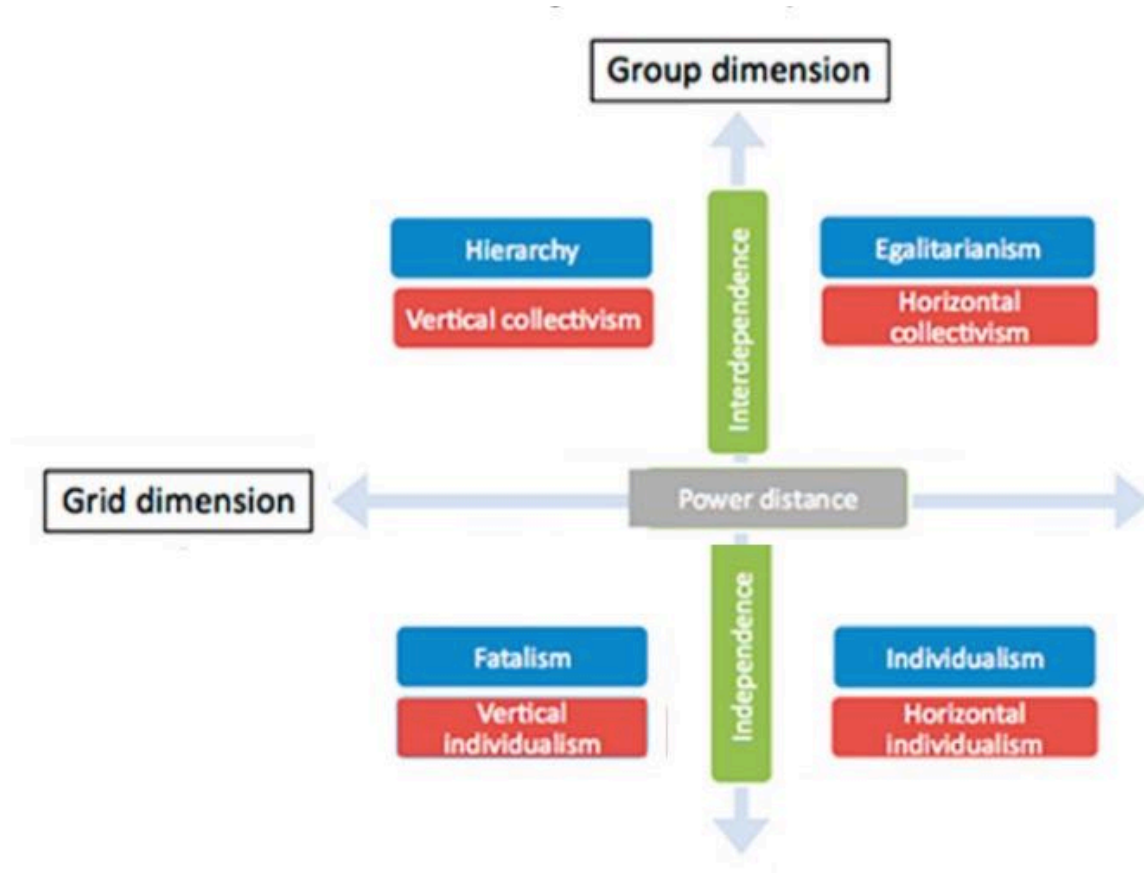 Group dimension
Hierarchy
Vertical collectivism
Interdependence
Egalitarianism
Horizontal
collectivism
Grid dimension
Power distance
Fatalism
Vertical
individualism
Independence
Individualism
Horizontal
individualism